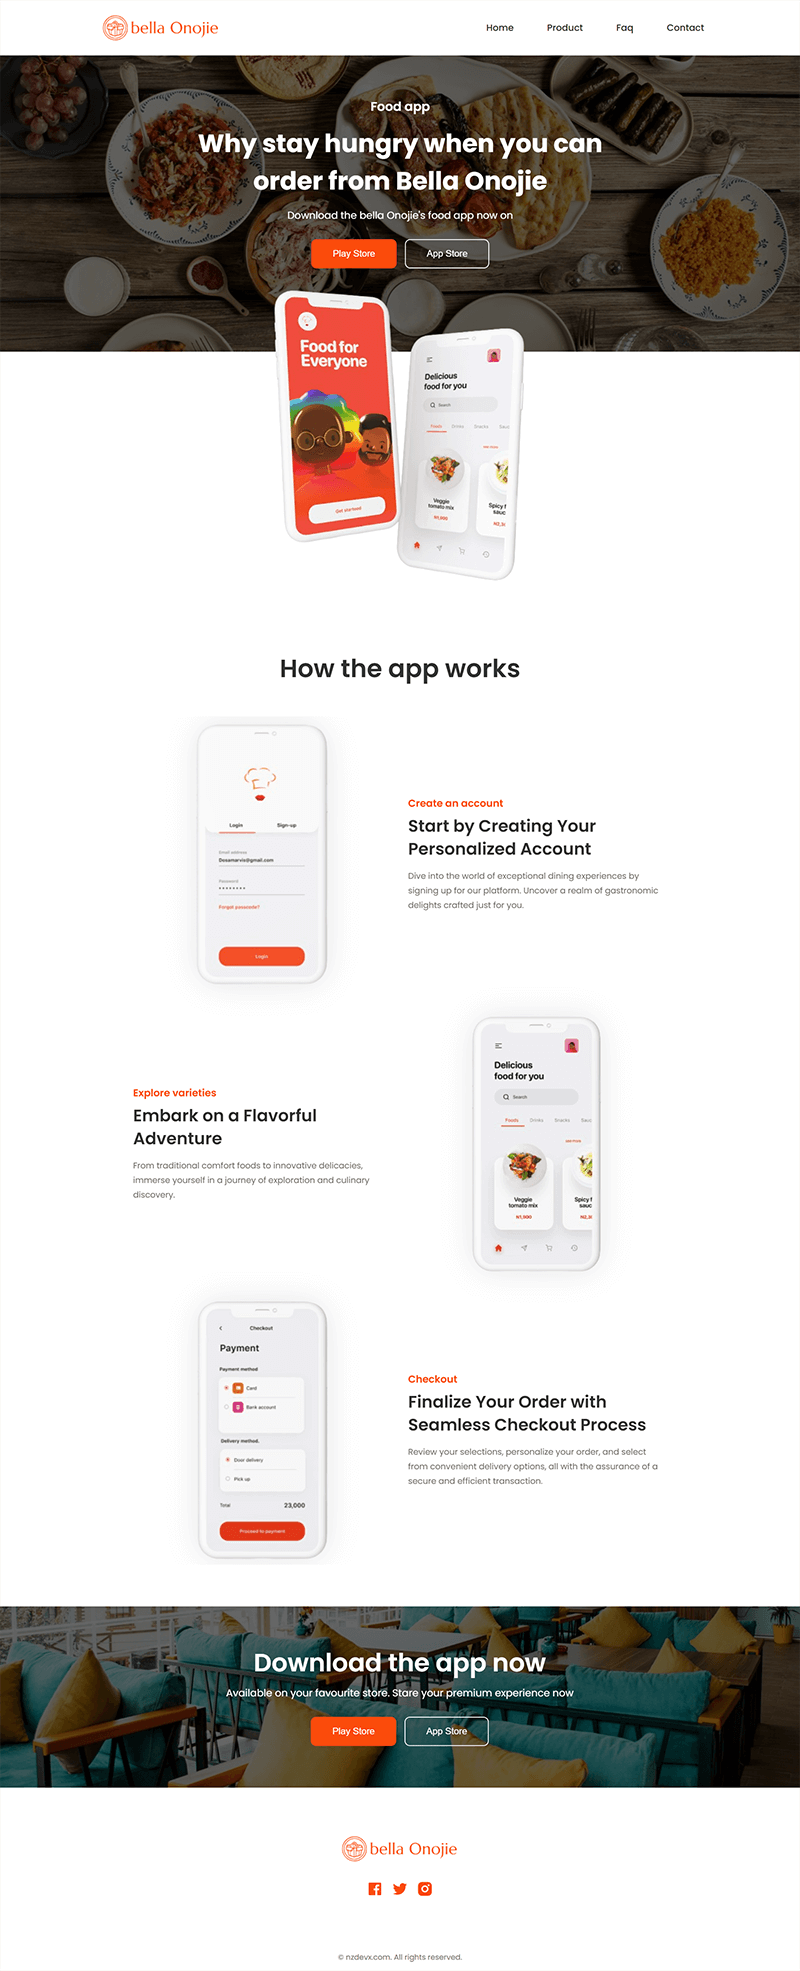 bella Onojie
Home
Product
Faq
Contact
Food app
Why stay hungry when you can
order from Bella Onojie
Download the bella Onojie's food app now on
Play Store
App Store
Food for
Everyone
Get started
Delicious
food for you
Search
Foods
Drinks
Snacks
Sauc
see more
Veggie
tomato mix
N1,900
Spicy f
sauc
N2,3
How the app works
Login
Sign-up
Email address
Dosamarvis@gmail.com
Password
Forgot passcode?
Login
Create an account
Start by Creating Your
Personalized Account
Dive into the world of exceptional dining experiences by
signing up for our platform. Uncover a realm of gastronomic
delights crafted just for you.
Explore varieties
Embark on a Flavorful
Adventure
From traditional comfort foods to innovative delicacies,
immerse yourself in a journey of exploration and culinary
discovery.
Delicious
food for you
Search
Foods
Drinks
Snacks
Sauc
see more
Veggie
tomato mix
N1,900
Spicy f
sauc
N2,3
Checkout
Payment
Payment method
Card
Bank account
Delivery method.
Door delivery
Pick up
Total
23,000
Proceed to payment
Checkout
Finalize Your Order with
Seamless Checkout Process
Review your selections, personalize your order, and select
from convenient delivery options, all with the assurance of a
secure and efficient transaction.
Download the app now
Available on your favourite store. Stare your premium experience now
Play Store
App Store
bella Onojie
© nzdevx.com. All rights reserved.